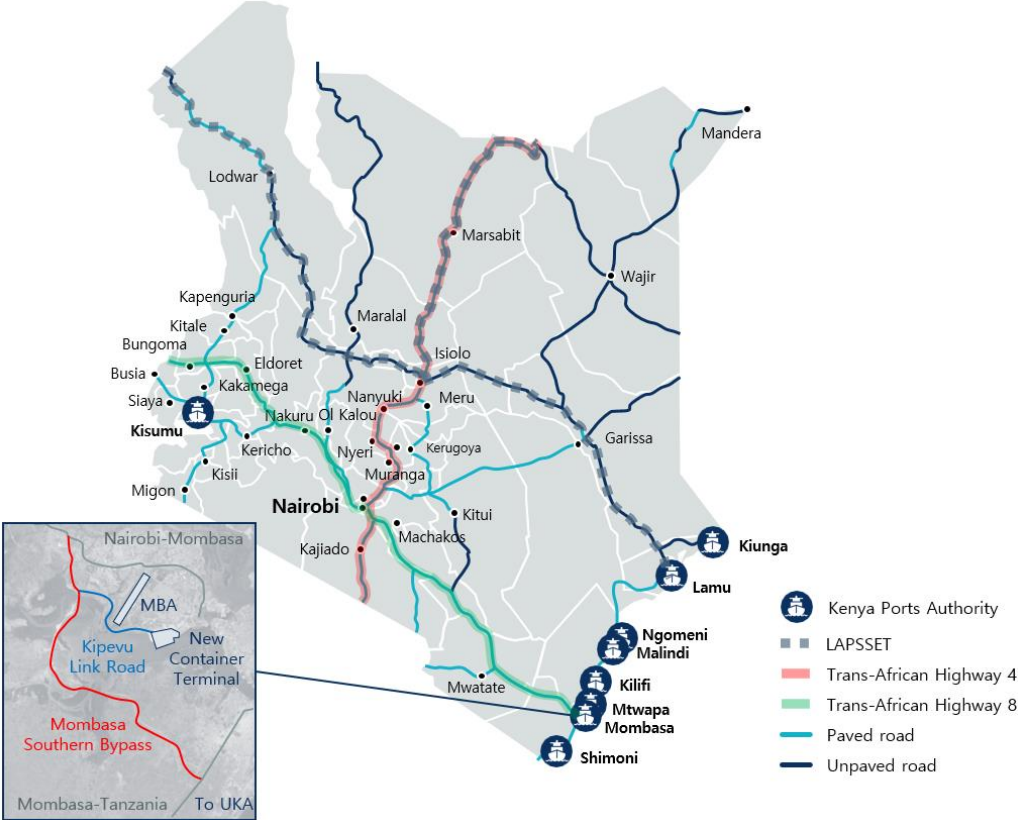 Mandera
Lodwar
Marsabit
Wajir
Kapenguria
Kitale
Maralal
Bungoma
Isiolo
Eldoret
Busia
Kakamega
Nanyuki
Meru
Siaya
Nakuru
Ol Kalou
Kisumu
Garissa
Kericho
Nyeri
Kerugoya
Kisii
Muranga
Migon
Nairobi
Kitui
Machakos
Kajiado
Kiunga
Lamu
Ngomeni
Malindi
Kilifi
Mwatate
Mtwapa
Mombasa
Shimoni
Nairobi-Mombasa
MBA
Kipevu
Link Road
New
Container
Terminal
Mombasa
Southern Bypass
Mombasa-Tanzania
To UKA
Kenya Ports Authority
LAPSSET
Trans-African Highway 4
Trans-African Highway 8
Paved road
Unpaved road